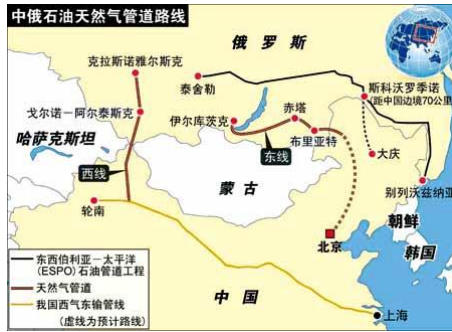 中俄石油天然气管道路线
克拉斯诺雅尔斯克
俄罗斯
泰舍勒
斯科沃罗季诺
(距中国边境70公里)
戈尔诺-阿尔泰斯克
伊尔库茨克
赤塔
布里亚特
大庆
哈萨克斯坦
东线
西线
蒙古
别列沃兹纳亚
轮南
北京
朝鲜
韩国
东西伯利亚-太平洋
(ESPO)石油管道工程
天然气管道
我国西气东输管线
(虚线为预计路线)
中国
上海